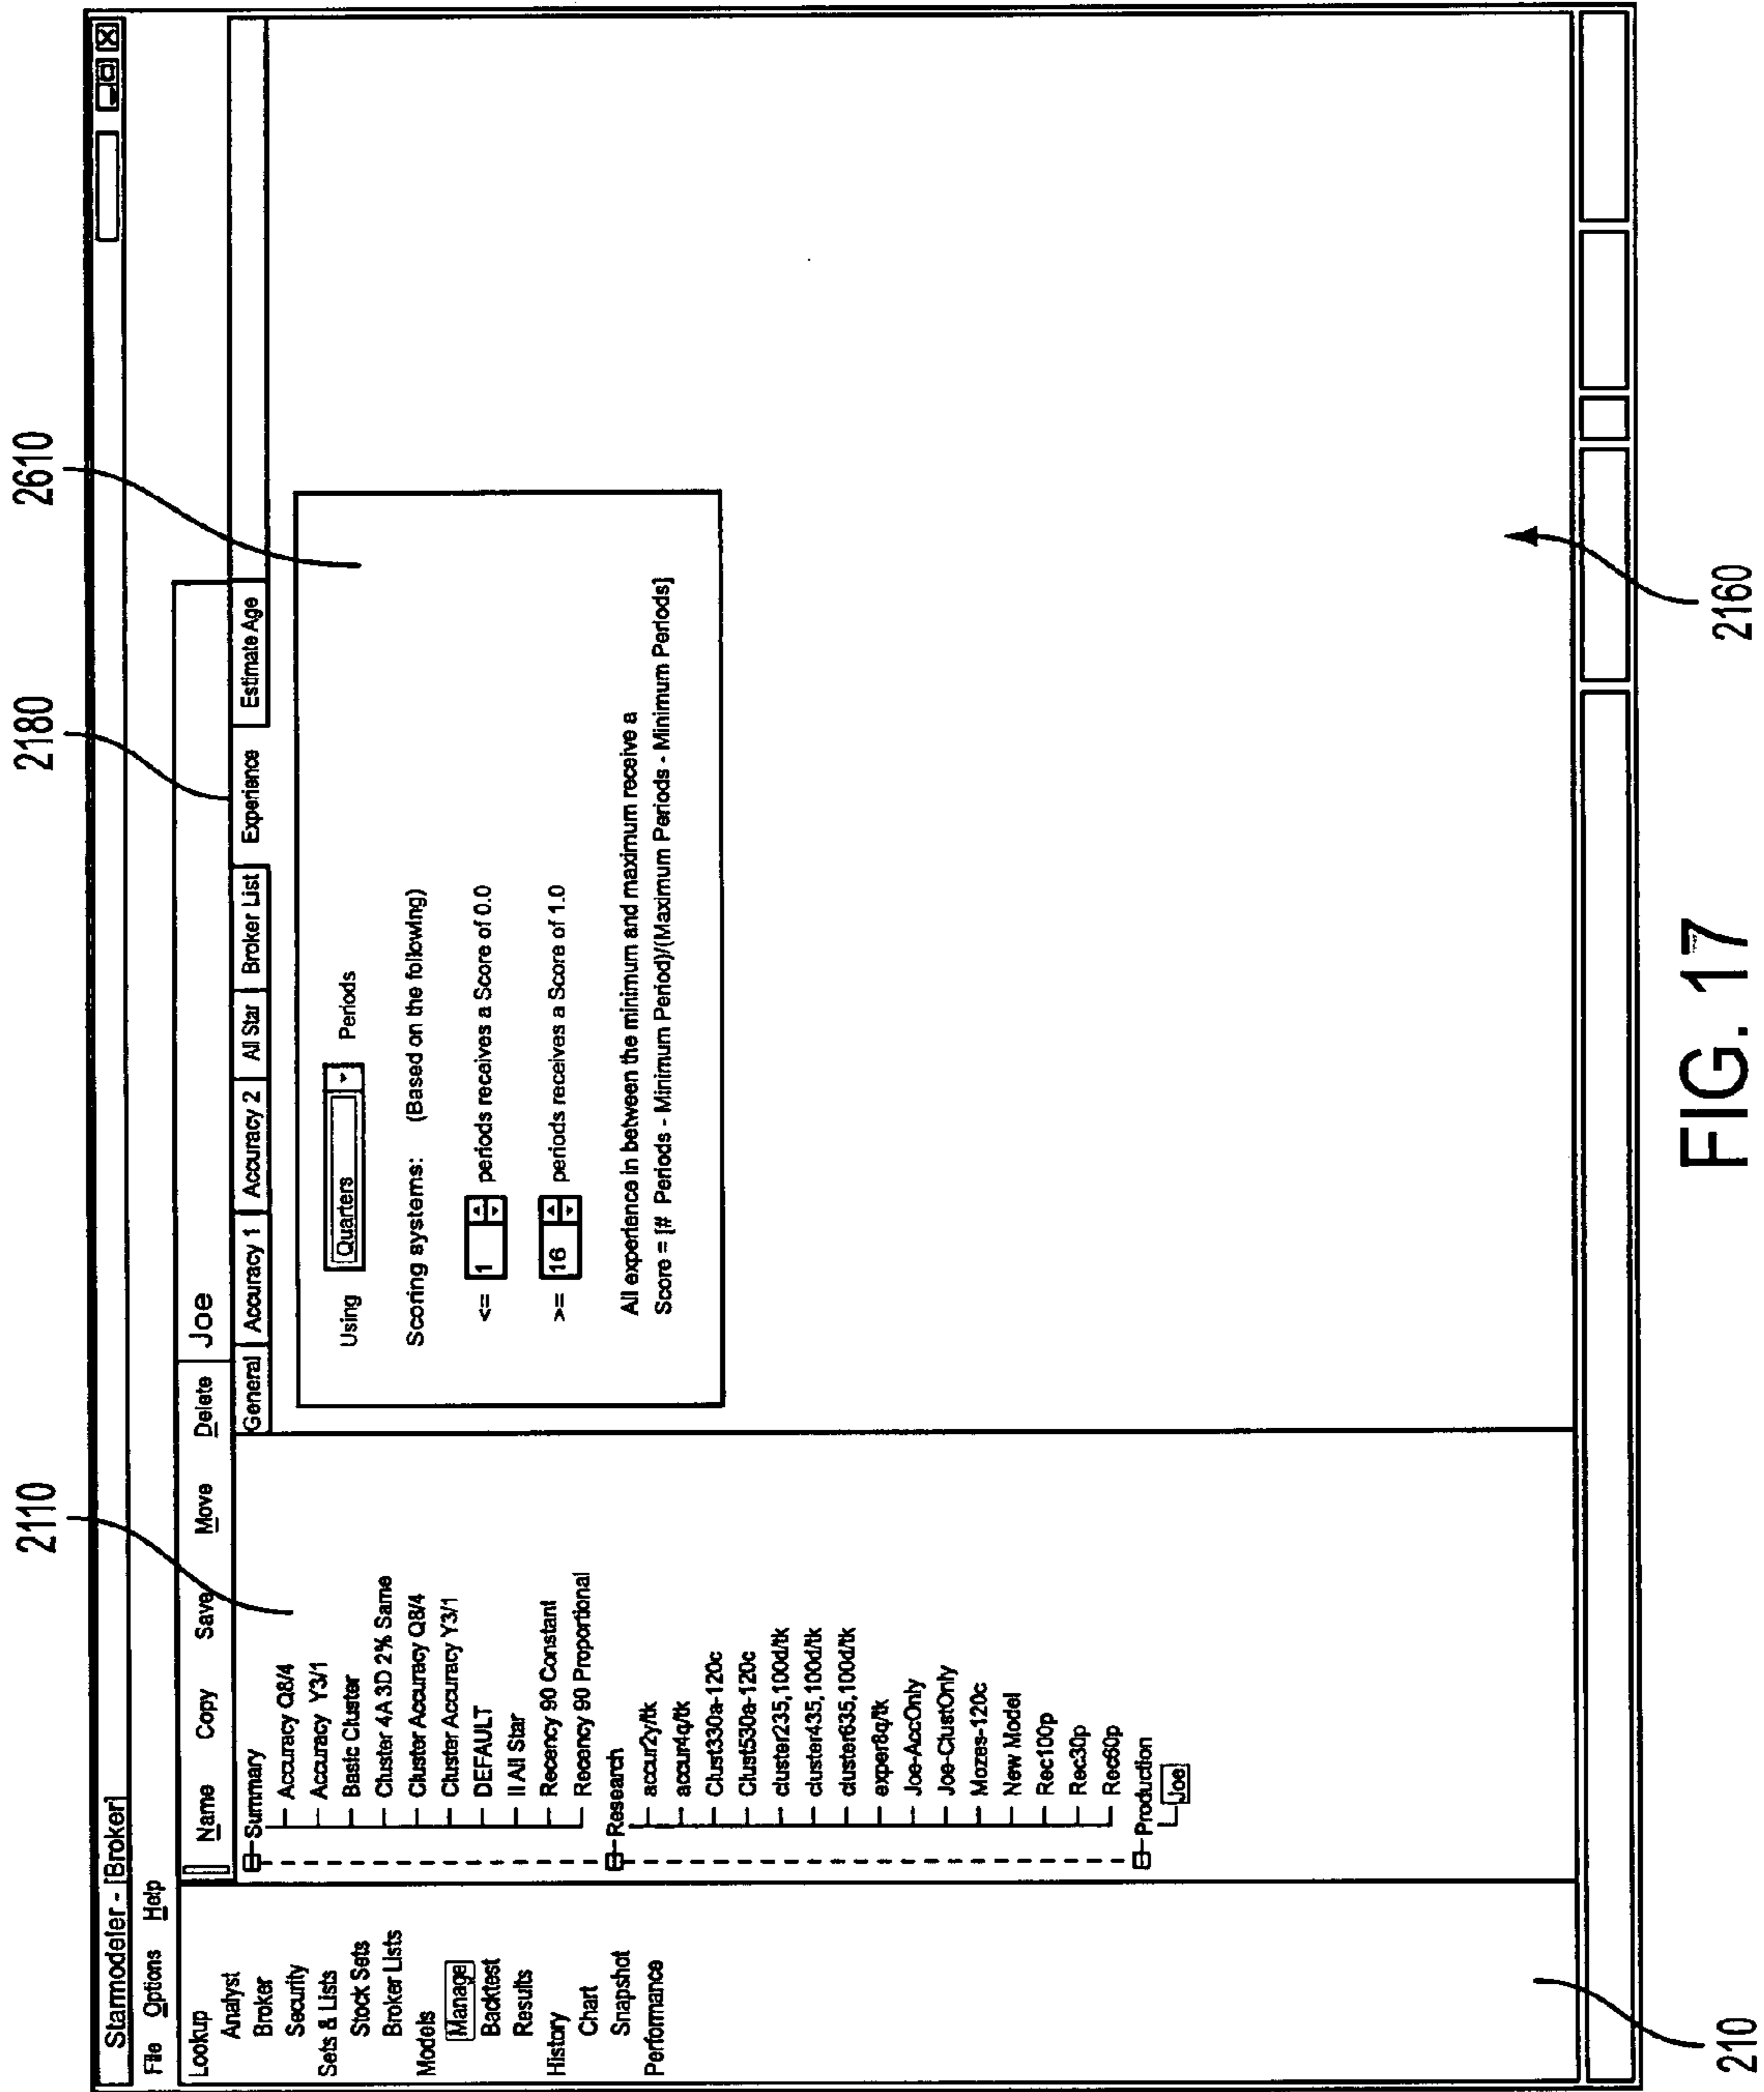 2110
2180
2610
Starmodeler - [Broker]
File Options Help
Lookup
Analyst
Broker
Security
Sets & Lists
Stock Sets
Broker Lists
Models
Manage
Backtest
Results
History
Chart
Snapshot
Performance
Name Copy Save Move Delete Joe
Summary
Accuracy Q8/4
Accuracy Y3/1
Basic Cluster
Cluster 4A 3D 2% Same
Cluster Accuracy Q8/4
Cluster Accuracy Y3/1
DEFAULT
II All Star
Recency 90 Constant
Recency 90 Proportional
Research
accur2y/tk
accur4q/tk
Clust330a-120c
Clust530a-120c
cluster235,100d/tk
cluster435,100d/tk
cluster635,100d/tk
exper8q/tk
Joe-AccOnly
Joe-ClustOnly
Mozes-120c
New Model
Rec100p
Rec30p
Rec60p
Production
Joe
General Accuracy 1 Accuracy 2 All Star Broker List Experience Estimate Age
Using Quarters Periods
Scoring systems: (Based on the following)
<= 1 periods receives a Score of 0.0
>= 16 periods receives a Score of 1.0
All experience in between the minimum and maximum receive a
Score = [# Periods - Minimum Period)/(Maximum Periods - Minimum Periods]
210
2160
FIG. 17